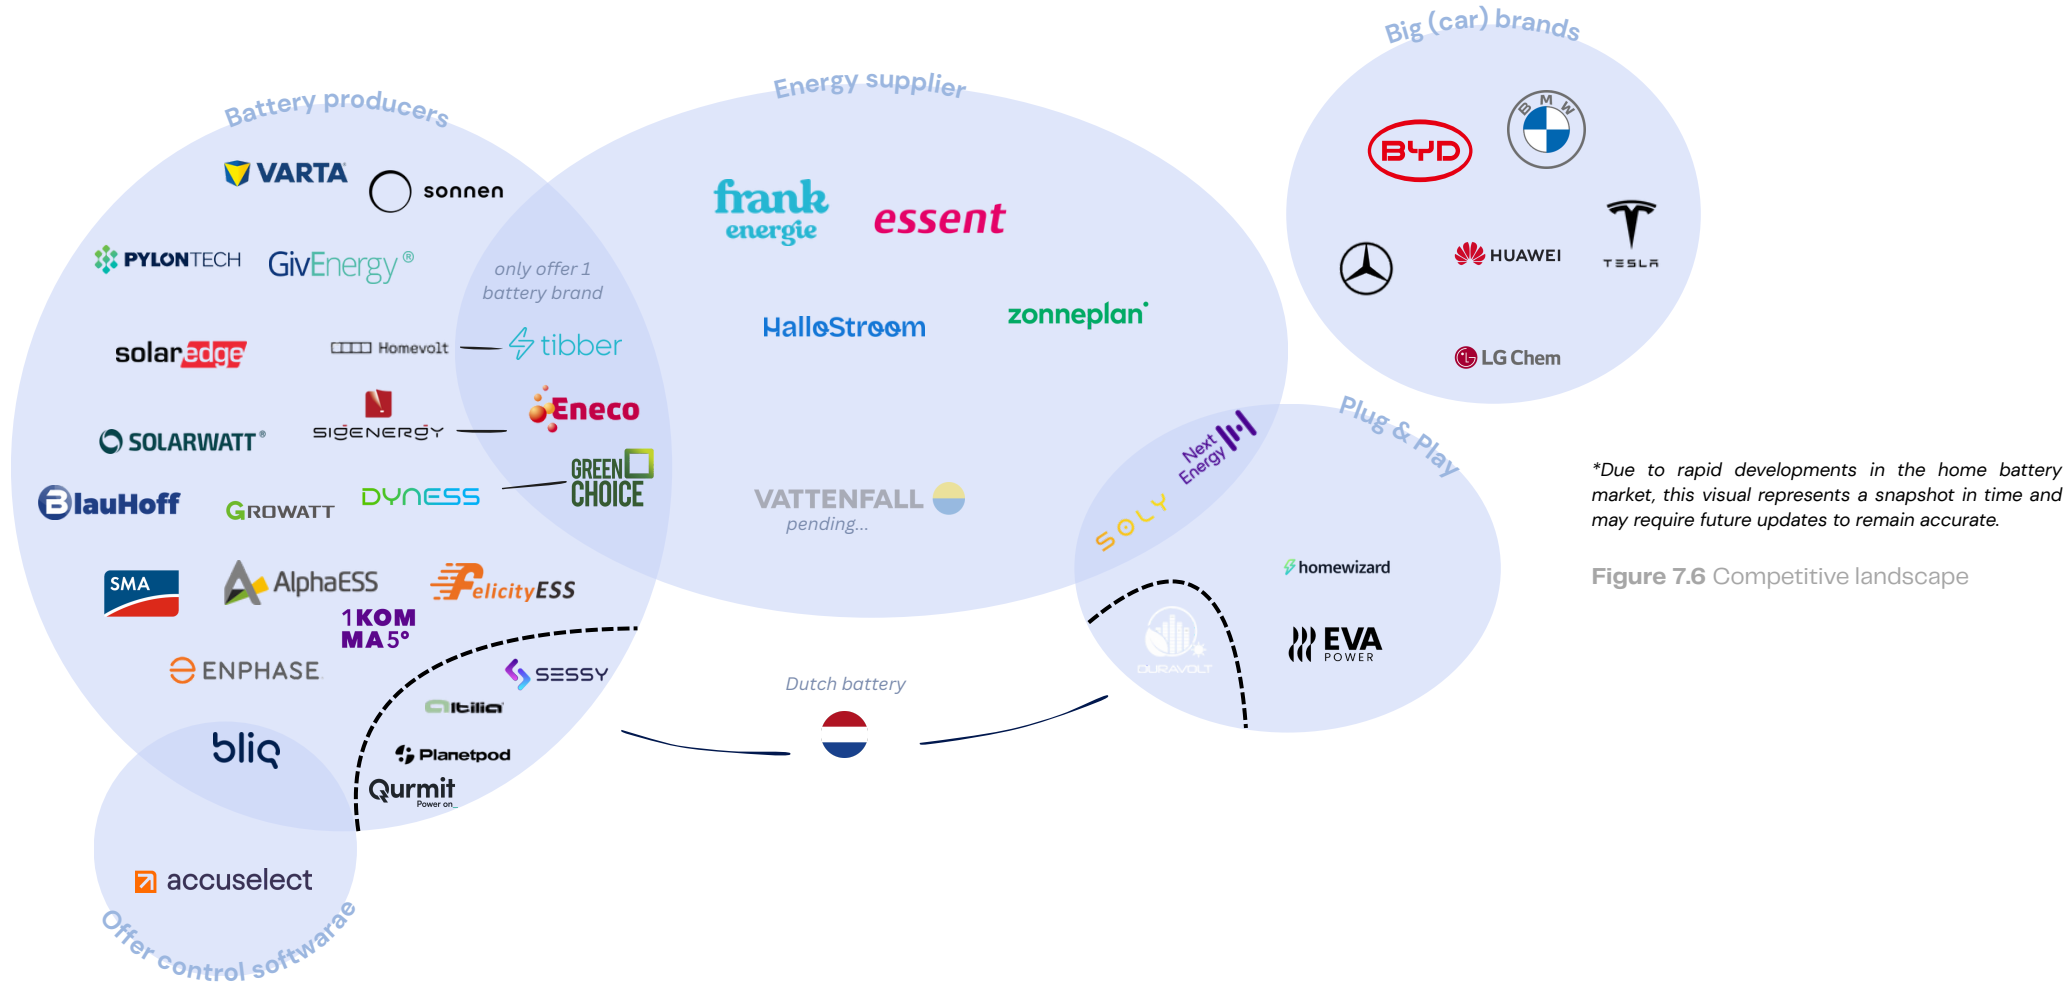 Big (car) brands
Energy supplier
Battery producers
BMW
BYD
VARTA
sonnen
frank
energie
essent
TESLA
HUAWEI
PYLONTECH
GivEnergy®
only offer 1
battery brand
HalloStroom
zonneplan
solaredge
Homevolt
tibber
LG Chem
Eneco
SIGENERGY
SOLARWATT®
GREEN
CHOICE
Plug & Play
Next
Energy
BlauHoff
GROWATT
DYNESS
VATTENFALL
pending...
SOLY
*Due to rapid developments in the home battery
market, this visual represents a snapshot in time and
may require future updates to remain accurate.
Figure 7.6 Competitive landscape
SMA
AlphaESS
FelicityESS
homewizard
1KOM
MA5°
DURAVOLT
EVA
POWER
ENPHASE
SESSY
altilia
Dutch battery
bliq
Planetpod
Qurmit
Power on_
accuselect
Offer control softwarae